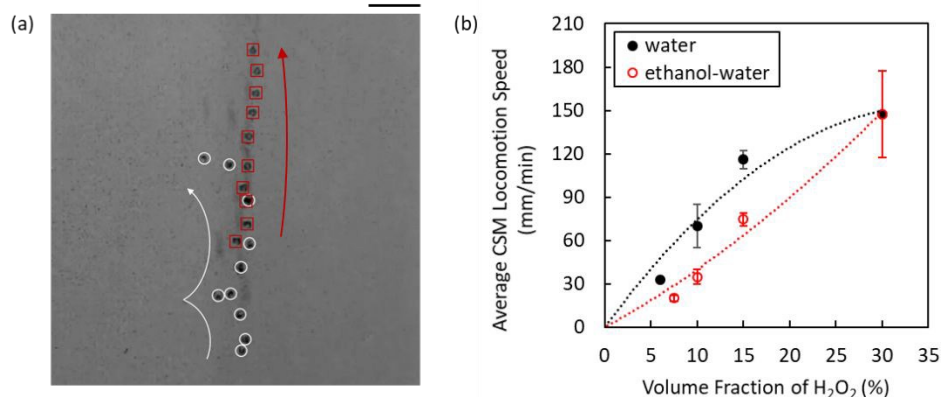 (a)
(b)
Average CSM Locomotion Speed
(mm/min)
210
180
150
120
90
60
30
0
water
ethanol-water
0 5 10 15 20 25 30 35
Volume Fraction of H₂O₂ (%)